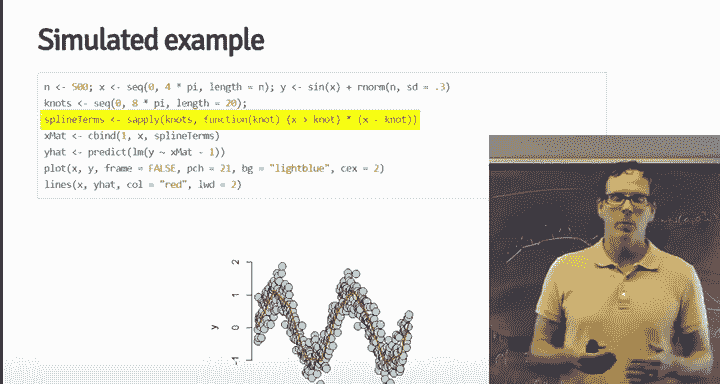 Simulated example
n <- 500; x <- seq(0, 4 * pi, length = n); y <- sin(x) + rnorm(n, sd = .3)
knots <- seq(0, 8 * pi, length = 20);
splineTerms <- sapply(knots, function(knot) (x > knot) * (x - knot))
xMat <- cbind(1, x, splineTerms)
yhat <- predict(lm(y ~ xMat - 1))
plot(x, y, frame = FALSE, pch = 21, bg = "lightblue", cex = 2)
lines(x, yhat, col = "red", lwd = 2)
2
1
y
0
-1